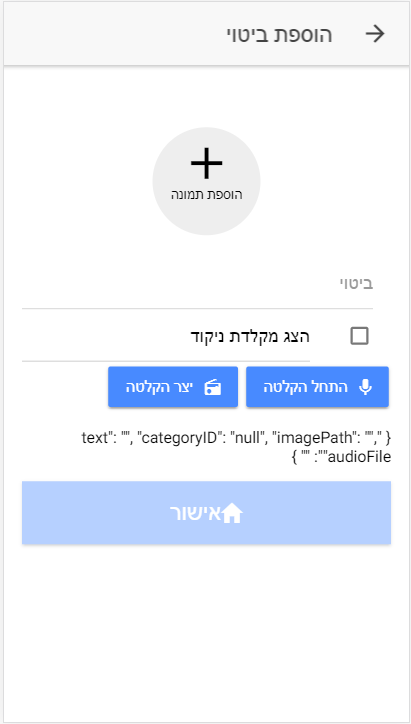 הוספת ביטוי
הוספת תמונה
ביטוי
הצג מקלדת ניקוד
התחל הקלטה
יצר הקלטה
{ "text": "", "categoryID": "null", "imagePath": "",
"audioFile": "" }
אישור